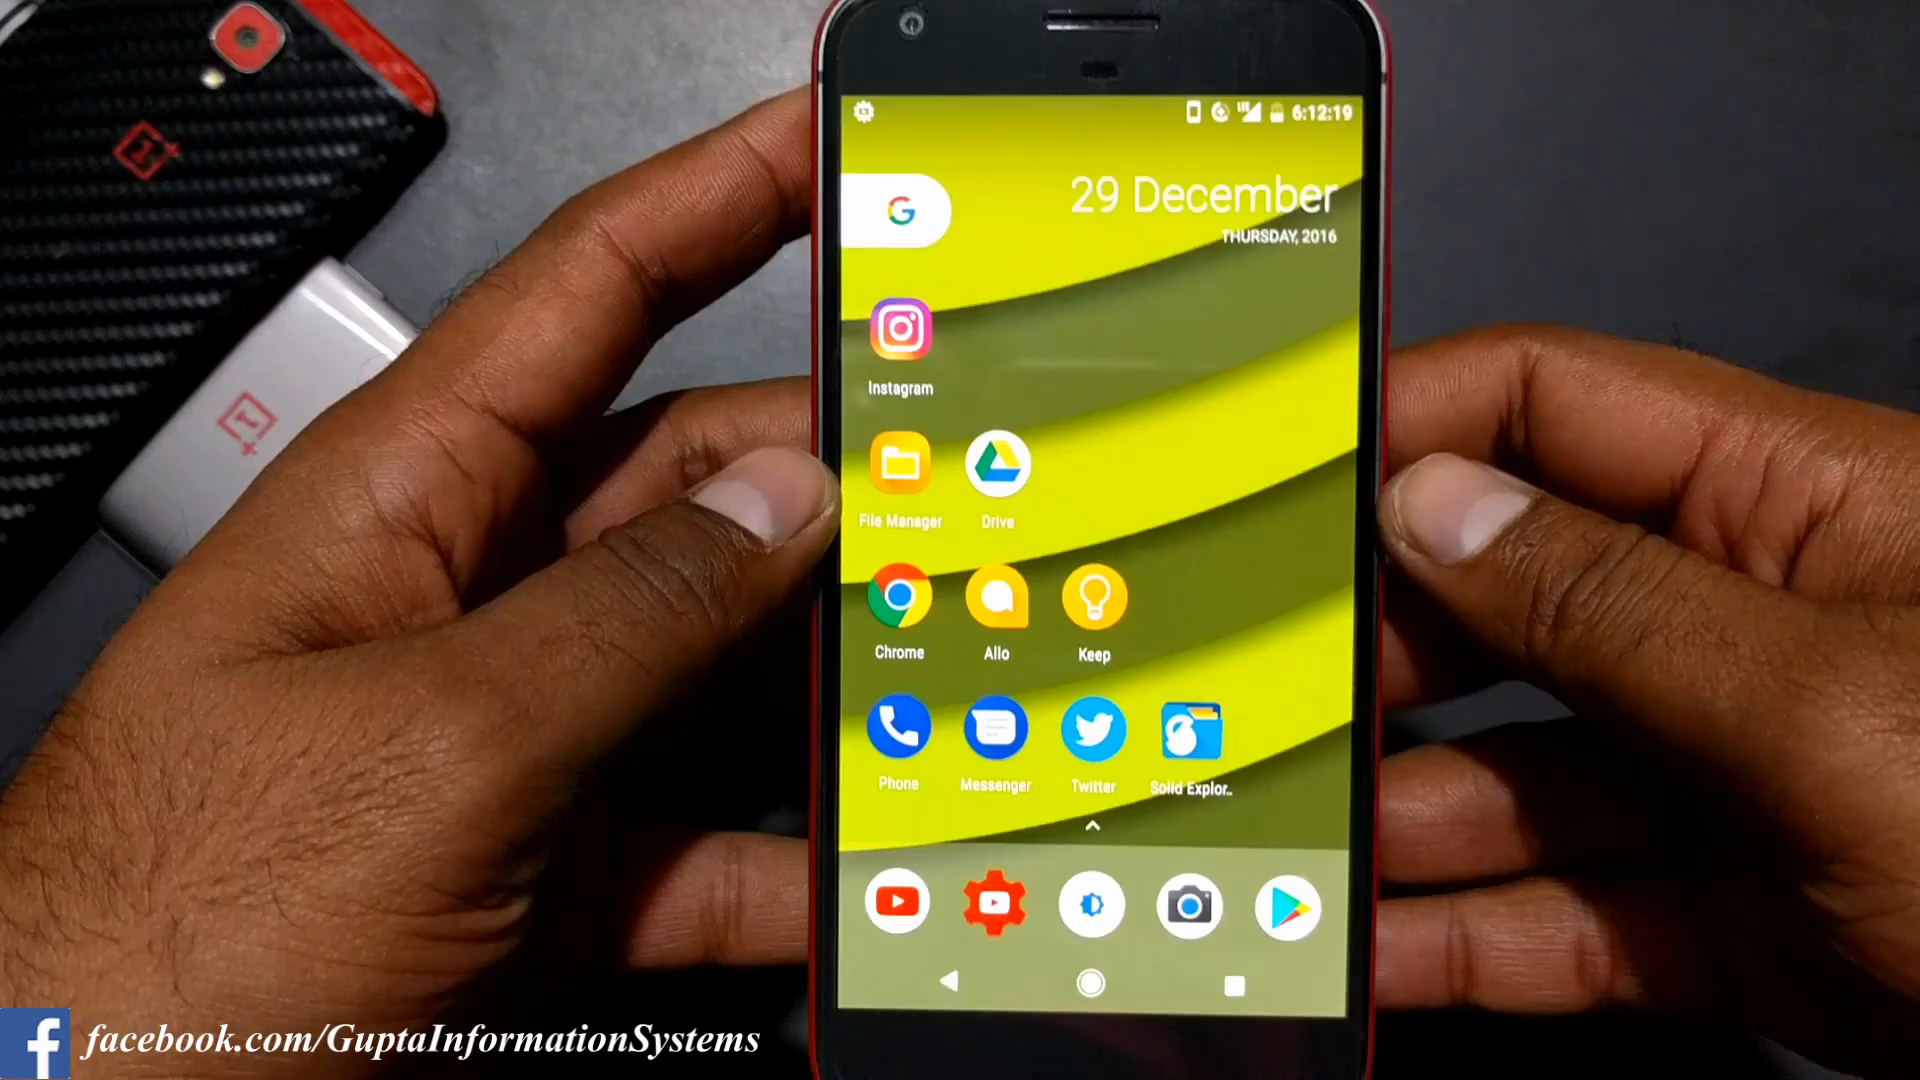 6:12:19
29 December
THURSDAY, 2016
Instagram
File Manager
Drive
Chrome
Allo
Keep
Phone
Messenger
Twitter
Solid Explor..
facebook.com/GuptaInformationSystems